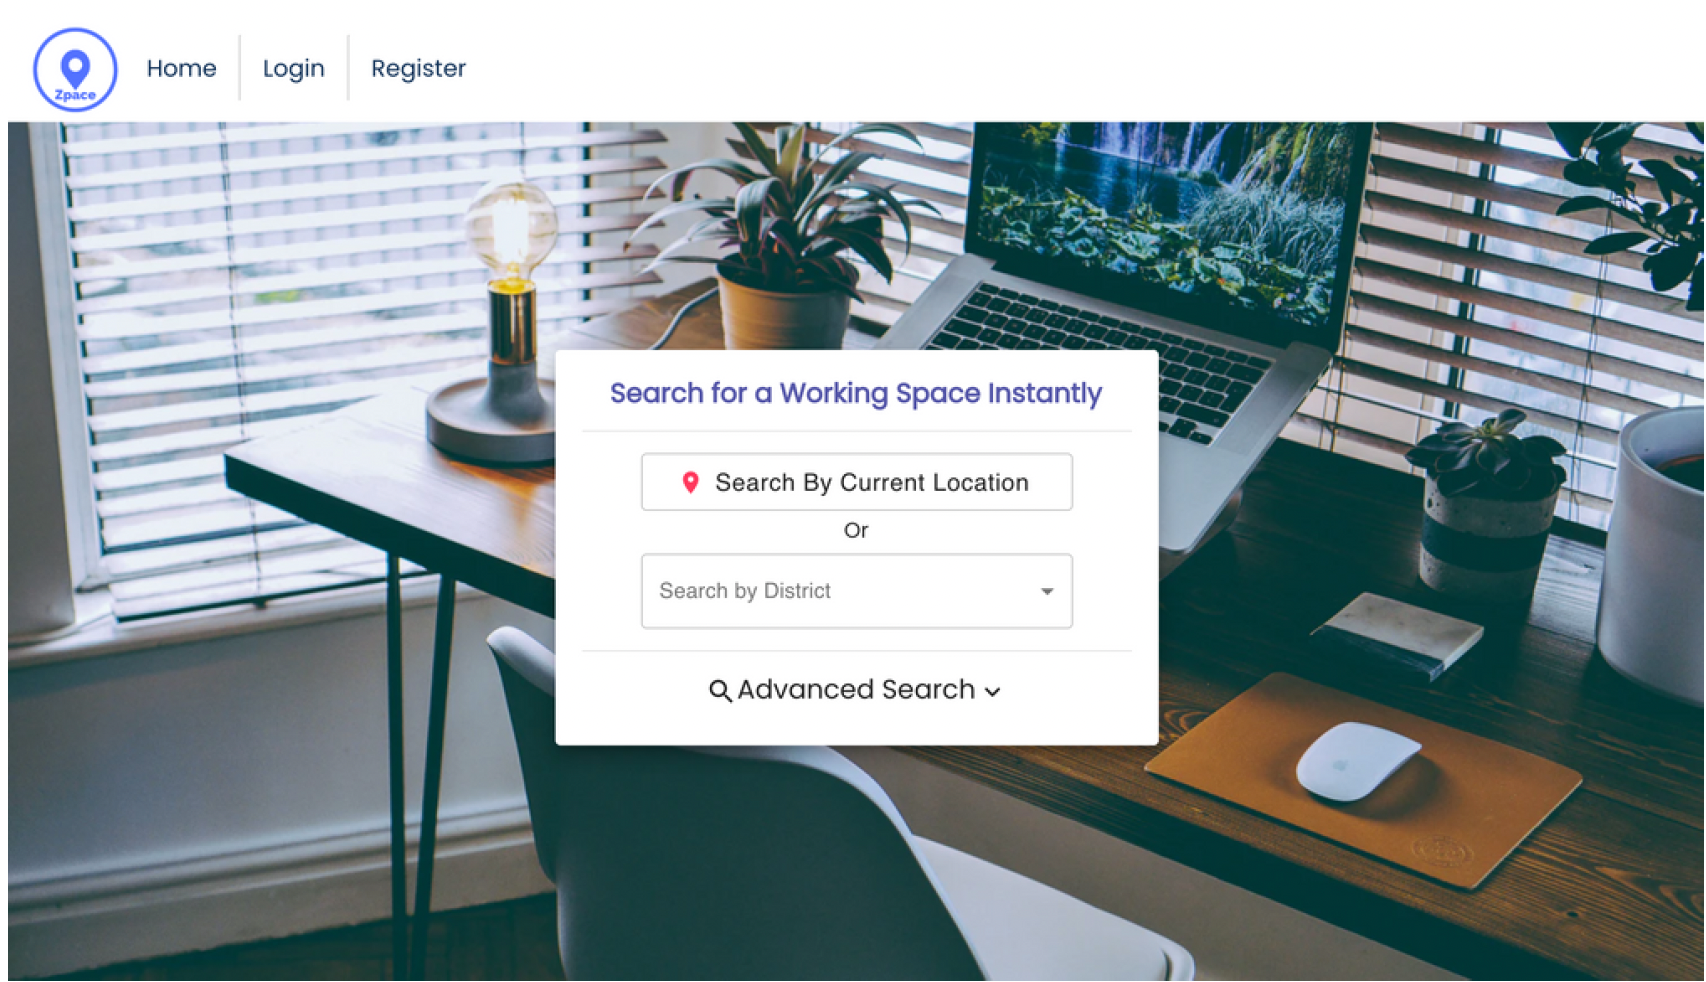 Zpace
Home
Login
Register
Search for a Working Space Instantly
Search By Current Location
Or
Search by District
Advanced Search